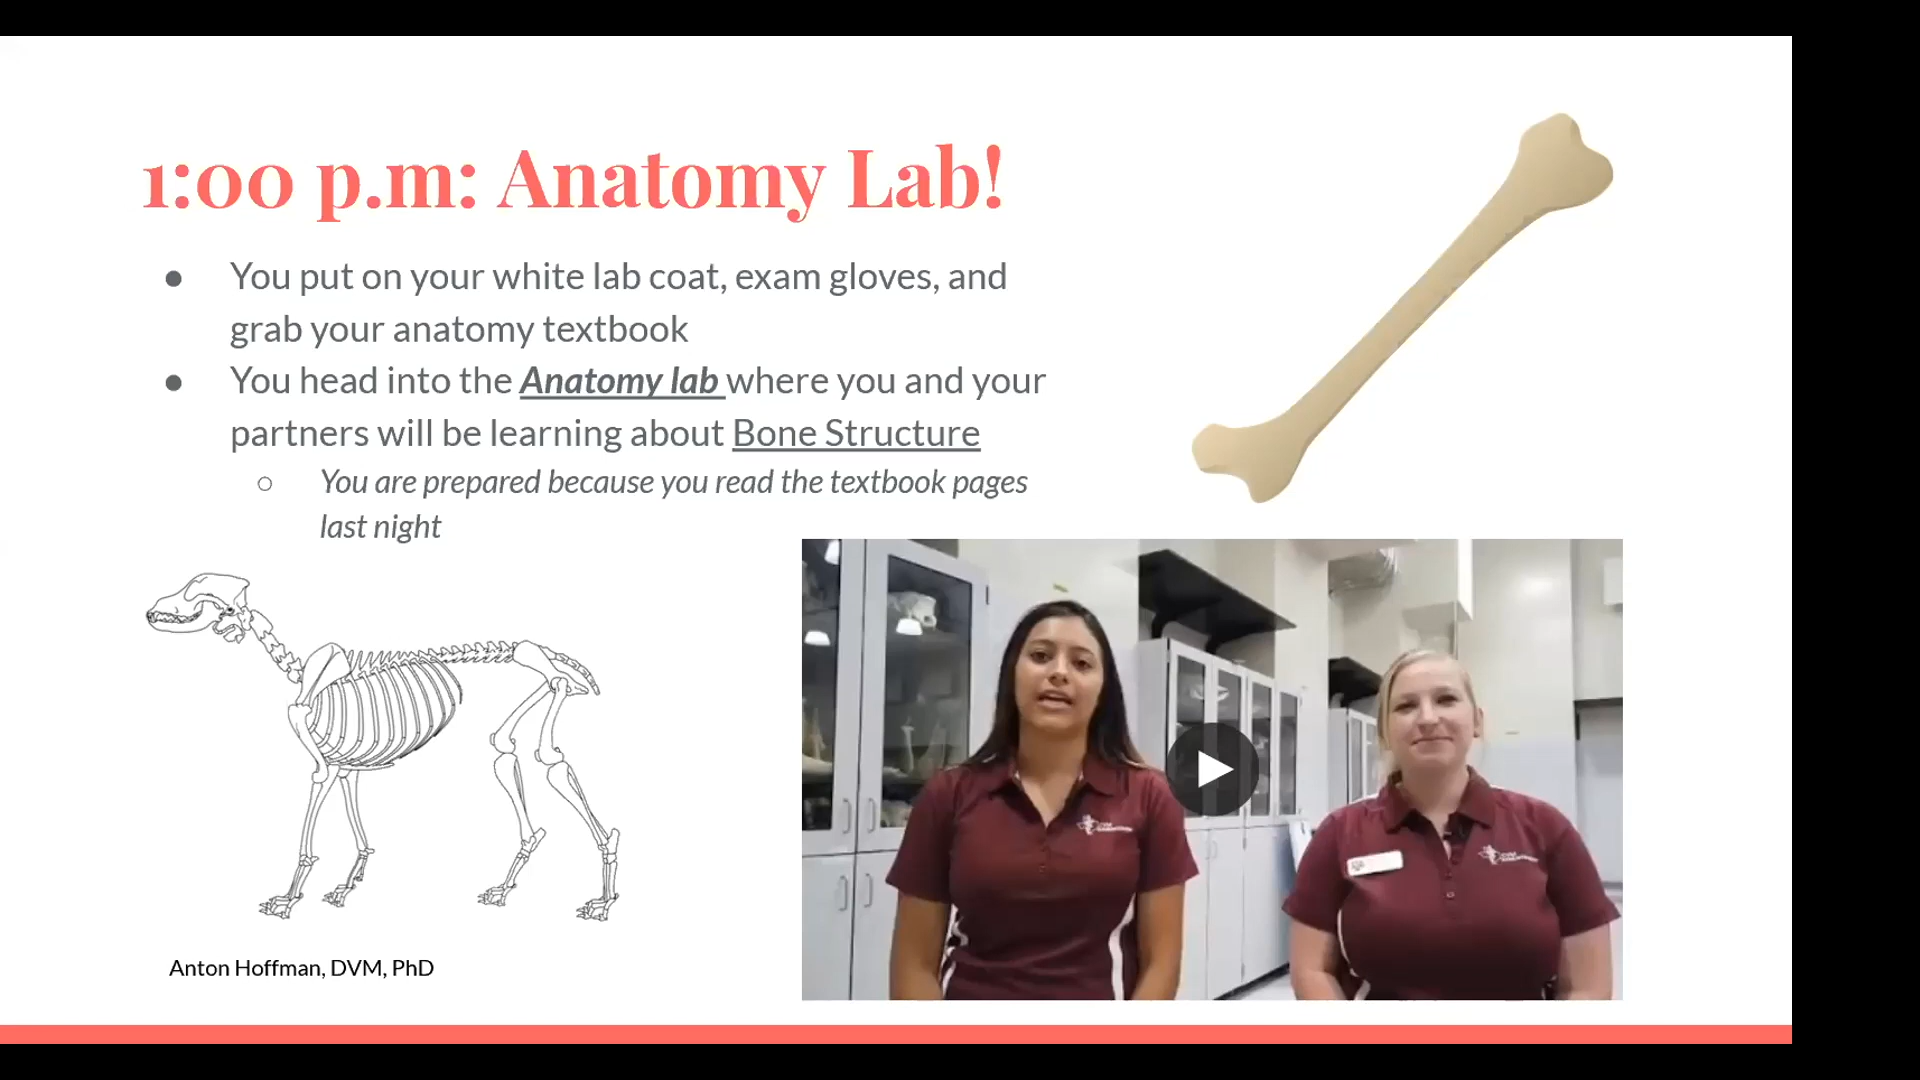 1:00 p.m: Anatomy Lab!
● You put on your white lab coat, exam gloves, and
grab your anatomy textbook
● You head into the Anatomy lab where you and your
partners will be learning about Bone Structure
○ You are prepared because you read the textbook pages
last night
Anton Hoffman, DVM, PhD